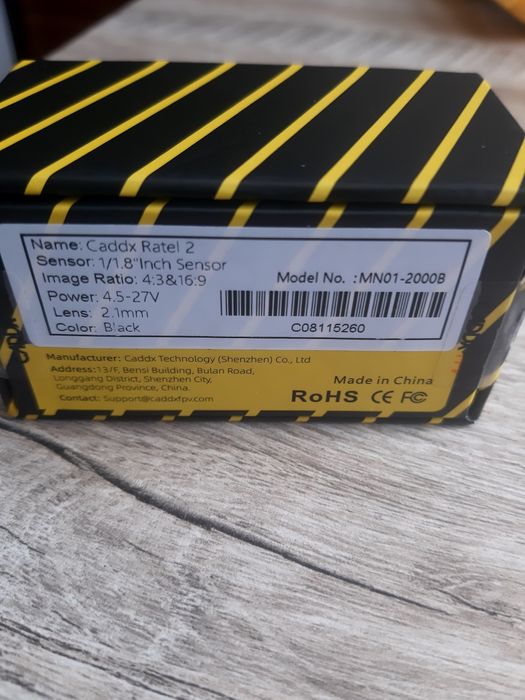 Name: Caddx Ratel 2
Sensor: 1/1.8"Inch Sensor
Image Ratio: 4:3&16:9
Power: 4.5-27V
Lens: 2.1mm
Color: Black
Model No. :MN01-2000B
C08115260
Manufacturer: Caddx Technology (Shenzhen) Co., Ltd
Address:13/F, Bensi Building, Bulan Road,
Longgang District, Shenzhen City,
Guangdong Province, China.
Contact: Support@caddxfpv.com
Made in China
RoHS CE FC